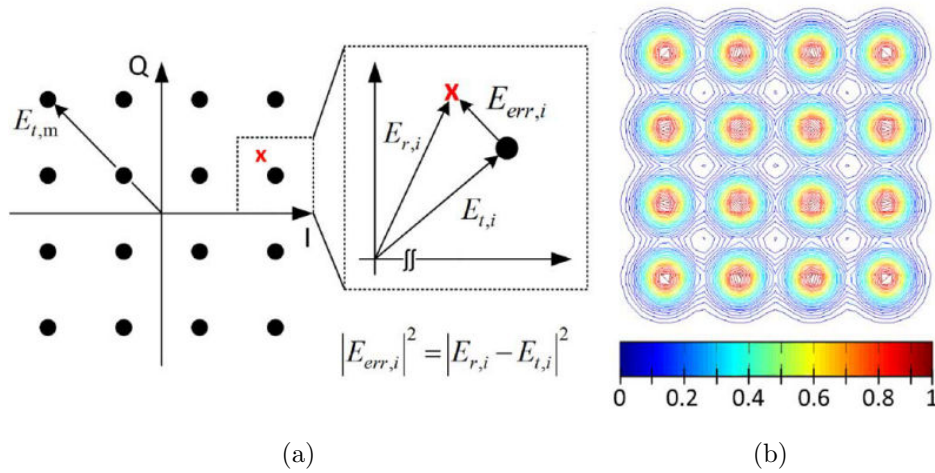 Q
E_{t,m}
x
I
x
E_{err,i}
E_{r,i}
E_{t,i}
∬
|E_{err,i}|^2 = |E_{r,i} − E_{t,i}|^2
0 0.2 0.4 0.6 0.8 1
(a) (b)